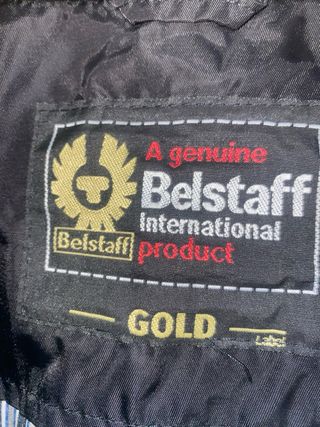 A genuine
Belstaff
International
product
Belstaff
GOLD
Label